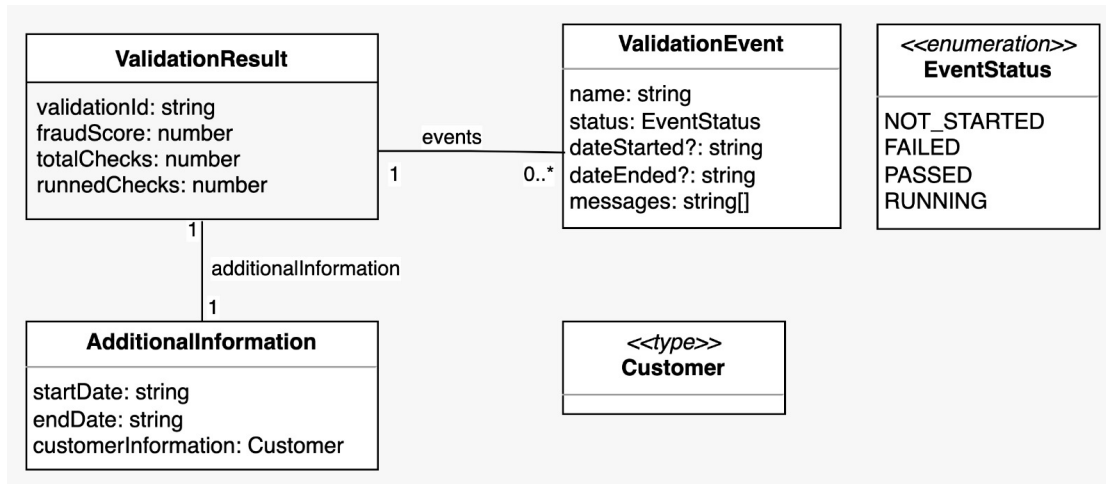 ValidationResult
validationId: string
fraudScore: number
totalChecks: number
runnedChecks: number
events
1
0..*
ValidationEvent
name: string
status: EventStatus
dateStarted?: string
dateEnded?: string
messages: string[]
<<enumeration>>
EventStatus
NOT_STARTED
FAILED
PASSED
RUNNING
1
additionalInformation
1
AdditionalInformation
startDate: string
endDate: string
customerInformation: Customer
<<type>>
Customer